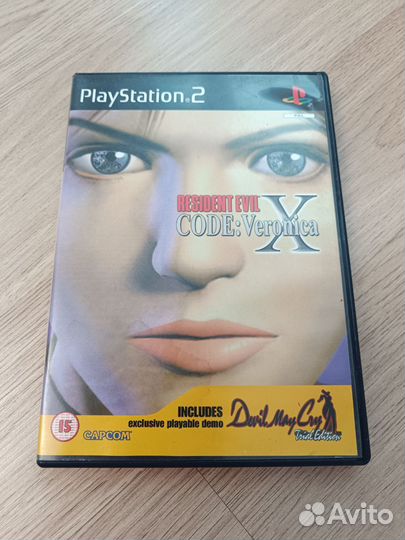 PlayStation.2
RESIDENT EVIL
CODE: Veronica X
INCLUDES
exclusive playable demo
Devil May Cry
Trial Edition
15
CAPCOM
Avito